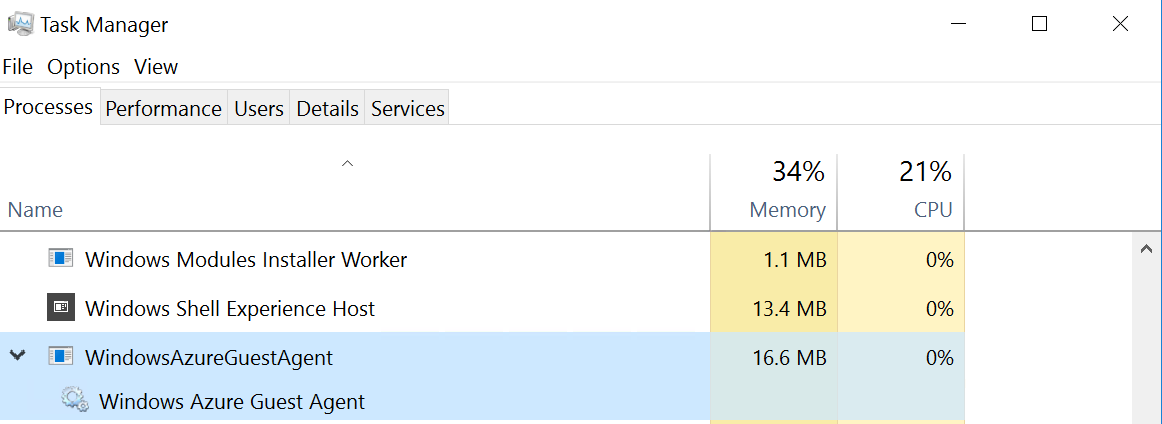 Task Manager
File Options View
Processes Performance Users Details Services
34% 21%
Name Memory CPU
Windows Modules Installer Worker 1.1 MB 0%
Windows Shell Experience Host 13.4 MB 0%
WindowsAzureGuestAgent 16.6 MB 0%
Windows Azure Guest Agent